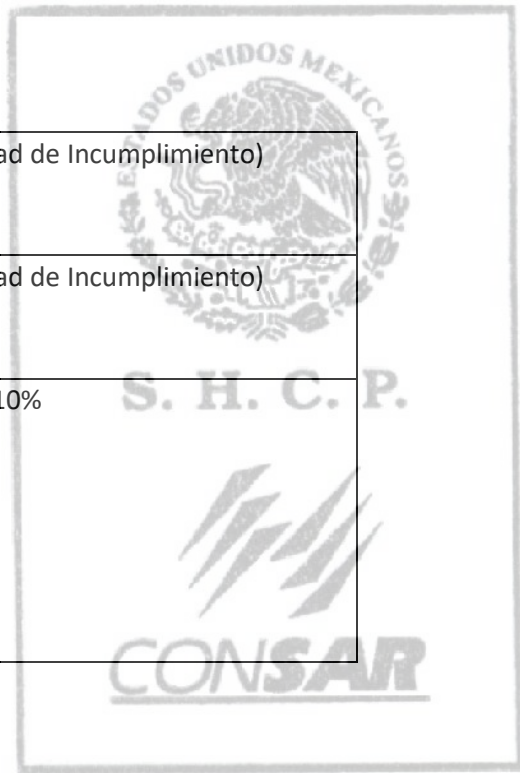 ESTADOS UNIDOS MEXICANOS
ad de Incumplimiento)
ad de Incumplimiento)
10%
S. H. C. P.
CONSAR